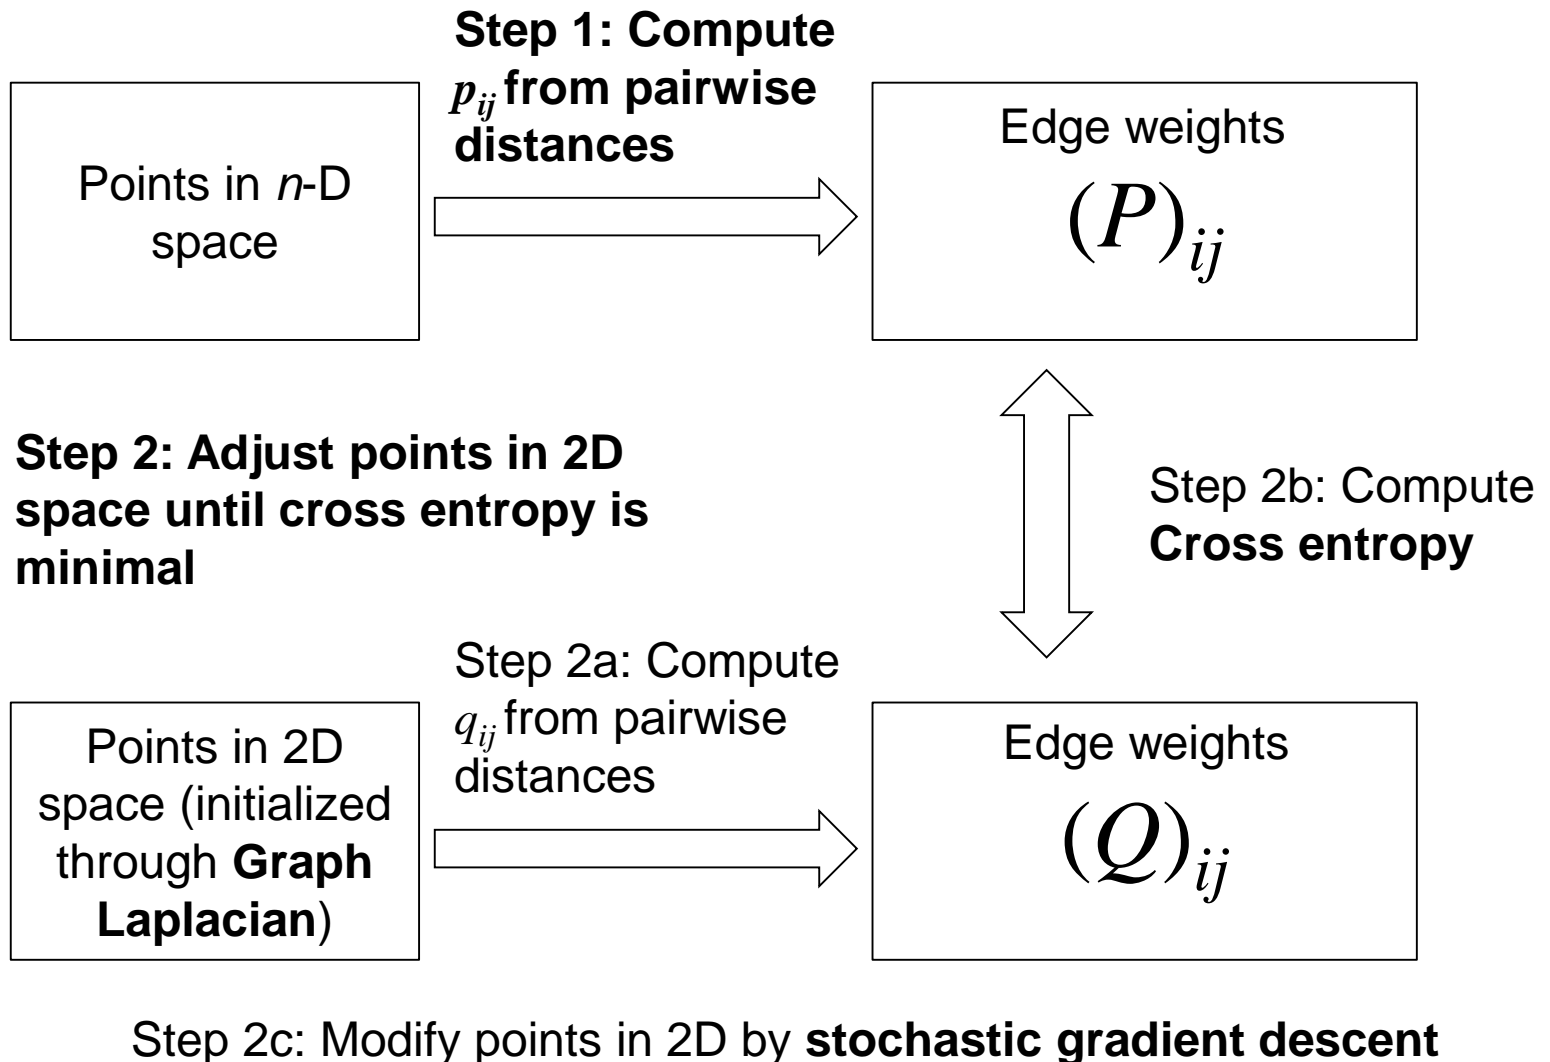 Step 1: Compute
p_ij from pairwise
distances
Points in n-D
space
Edge weights
(P)_ij
Step 2: Adjust points in 2D
space until cross entropy is
minimal
Step 2b: Compute
Cross entropy
Step 2a: Compute
q_ij from pairwise
distances
Points in 2D
space (initialized
through Graph
Laplacian)
Edge weights
(Q)_ij
Step 2c: Modify points in 2D by stochastic gradient descent